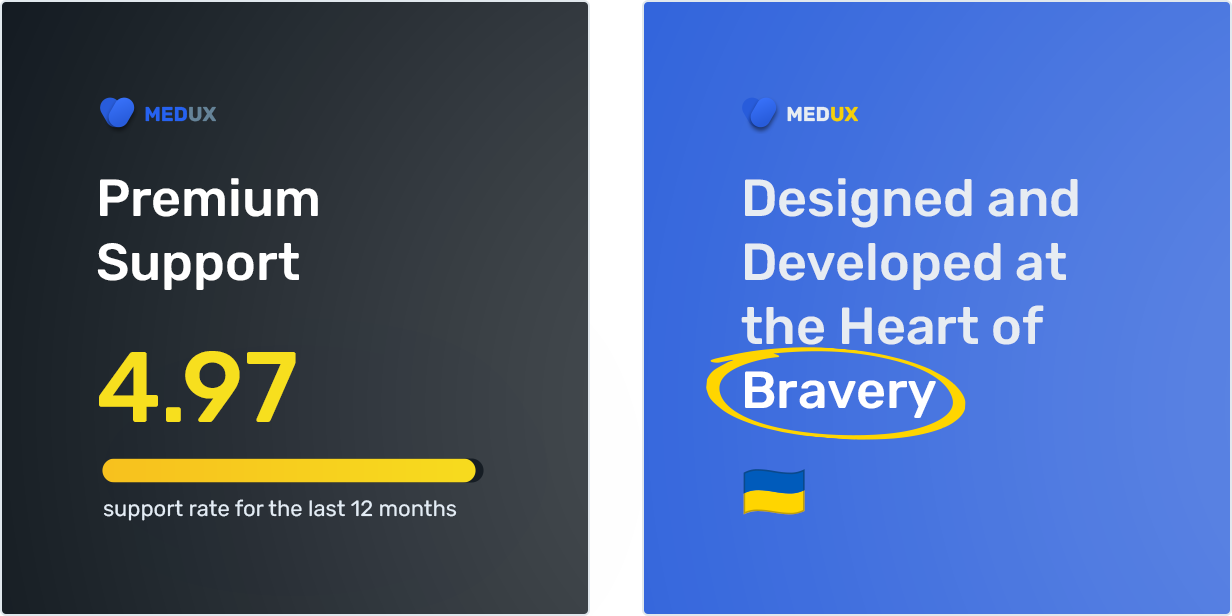 MEDUX
Premium
Support
4.97
support rate for the last 12 months
MEDUX
Designed and
Developed at
the Heart of
Bravery